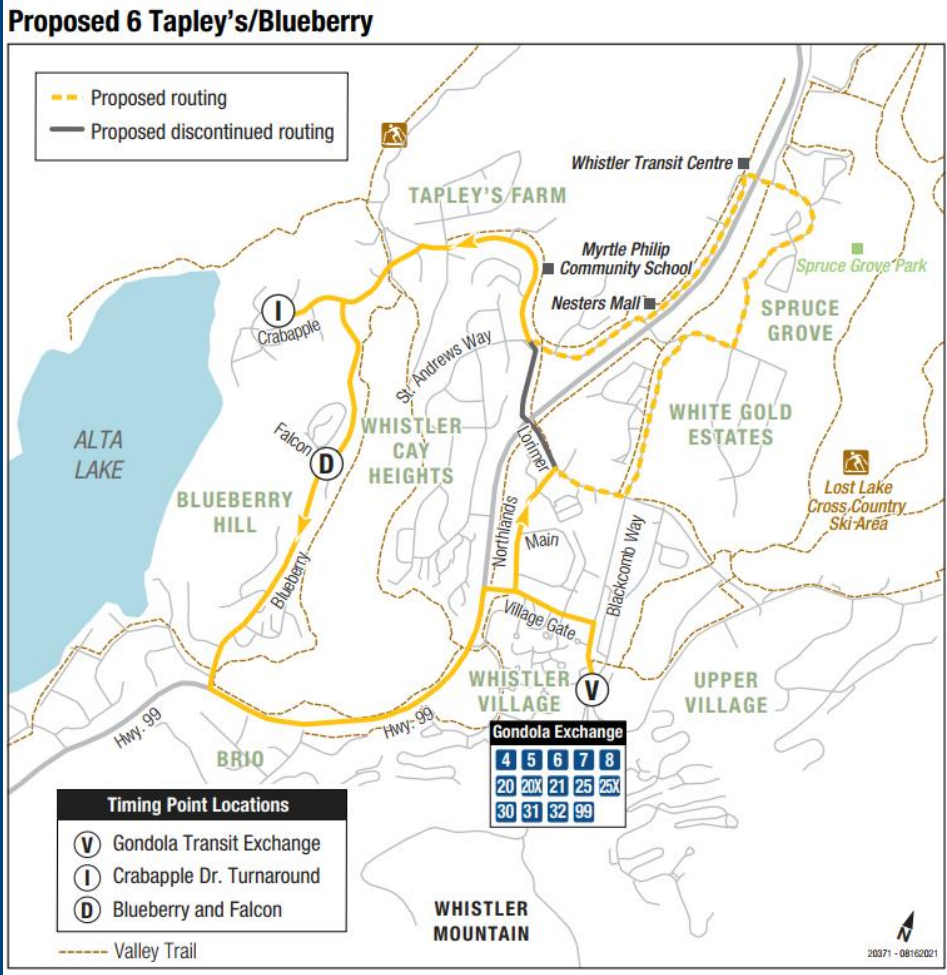 Proposed 6 Tapley's/Blueberry
Proposed routing
Proposed discontinued routing
Whistler Transit Centre
TAPLEY'S FARM
Myrtle Philip
Community School
Spruce Grove Park
Nesters Mall
SPRUCE
GROVE
I
Crabapple
St. Andrews Way
WHITE GOLD
ESTATES
ALTA
LAKE
Falcon
D
WHISTLER
CAY
HEIGHTS
Lorimer
BLUEBERRY
HILL
Lost Lake
Cross Country
Ski Area
Northlands
Main
Blackcomb Way
Blueberry
Village Gate
WHISTLER
VILLAGE
V
UPPER
VILLAGE
Hwy. 99
Hwy. 99
BRIO
Gondola Exchange
4 5 6 7 8
20 20X 21 25 25X
30 31 32 99
Timing Point Locations
V Gondola Transit Exchange
I Crabapple Dr. Turnaround
D Blueberry and Falcon
Valley Trail
WHISTLER
MOUNTAIN
N
20371 - 08162021